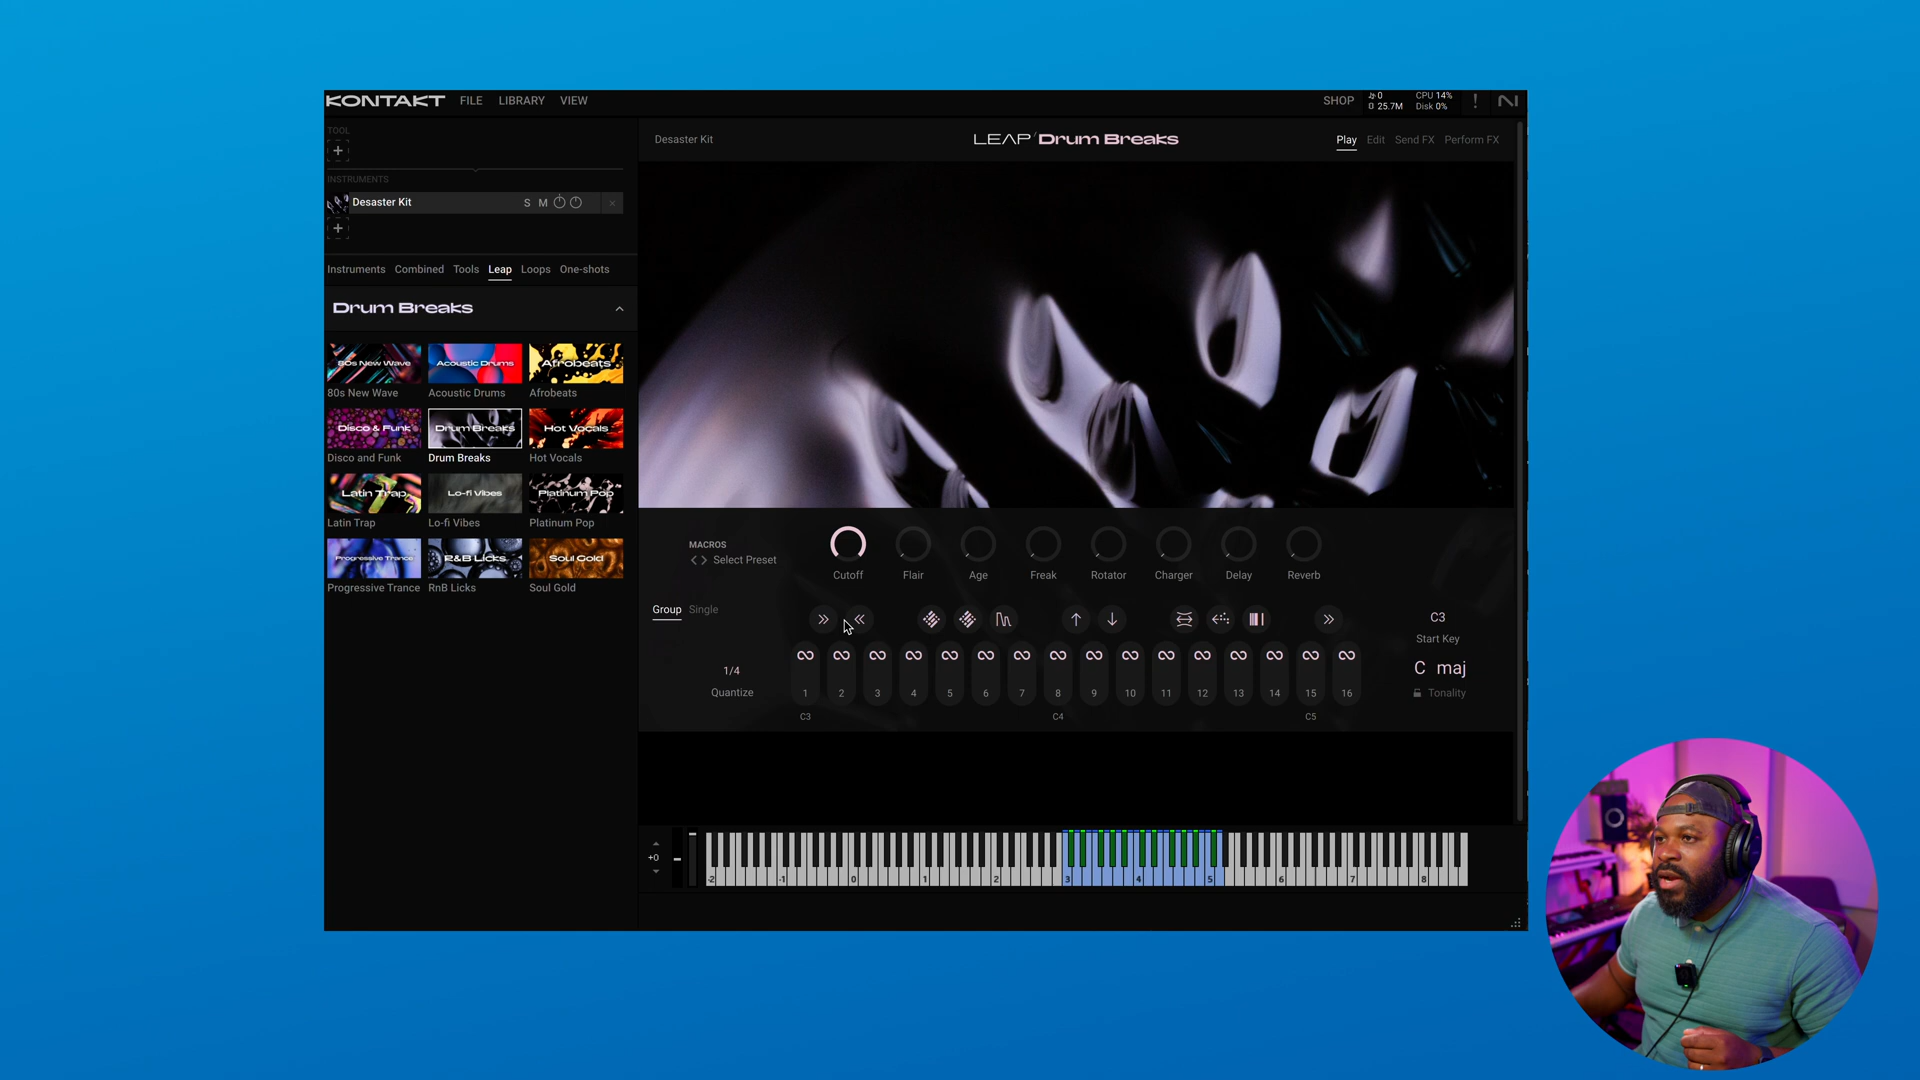 KONTAKT FILE LIBRARY VIEW SHOP 0 CPU 14%
25.7M Disk 0%
TOOL
Desaster Kit LEAP Drum Breaks Play Edit Send FX Perform FX
INSTRUMENTS
Desaster Kit S M
Instruments Combined Tools Leap Loops One-shots
Drum Breaks
80s New Wave Acoustic Drums Afrobeats
80s New Wave Acoustic Drums Afrobeats
Disco & Funk Drum Breaks Hot Vocals
Disco and Funk Drum Breaks Hot Vocals
Latin Trap Lo-fi Vibes Platinum Pop
Latin Trap Lo-fi Vibes Platinum Pop
Progressive Trance R&B Licks Soul Gold
Progressive Trance RnB Licks Soul Gold
MACROS
Select Preset
Cutoff Flair Age Freak Rotator Charger Delay Reverb
Group Single
C3
Start Key
1/4
Quantize
C maj
Tonality
1 2 3 4 5 6 7 8 9 10 11 12 13 14 15 16
C3 C4 C5
+0
-2 -1 0 1 2 3 4 5 6 7 8